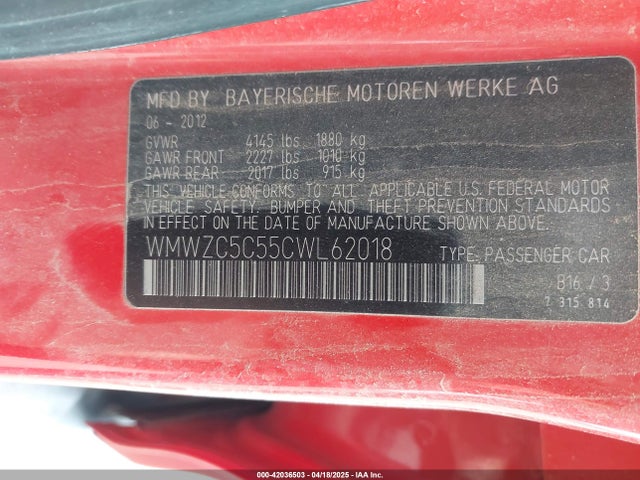 MFD BY BAYERISCHE MOTOREN WERKE AG
06 - 2012
GVWR 4145 lbs 1880 kg
GAWR FRONT 2227 lbs 1010 kg
GAWR REAR 2017 lbs 915 kg
THIS VEHICLE CONFORMS TO ALL APPLICABLE U.S. FEDERAL MOTOR
VEHICLE SAFETY, BUMPER AND THEFT PREVENTION STANDARDS
IN EFFECT ON THE DATE OF MANUFACTURE SHOWN ABOVE.
WMWZC5C55CWL62018 TYPE: PASSENGER CAR
B16 / 3
7 315 814
000-42036503 04/18/2025 IAA Inc.